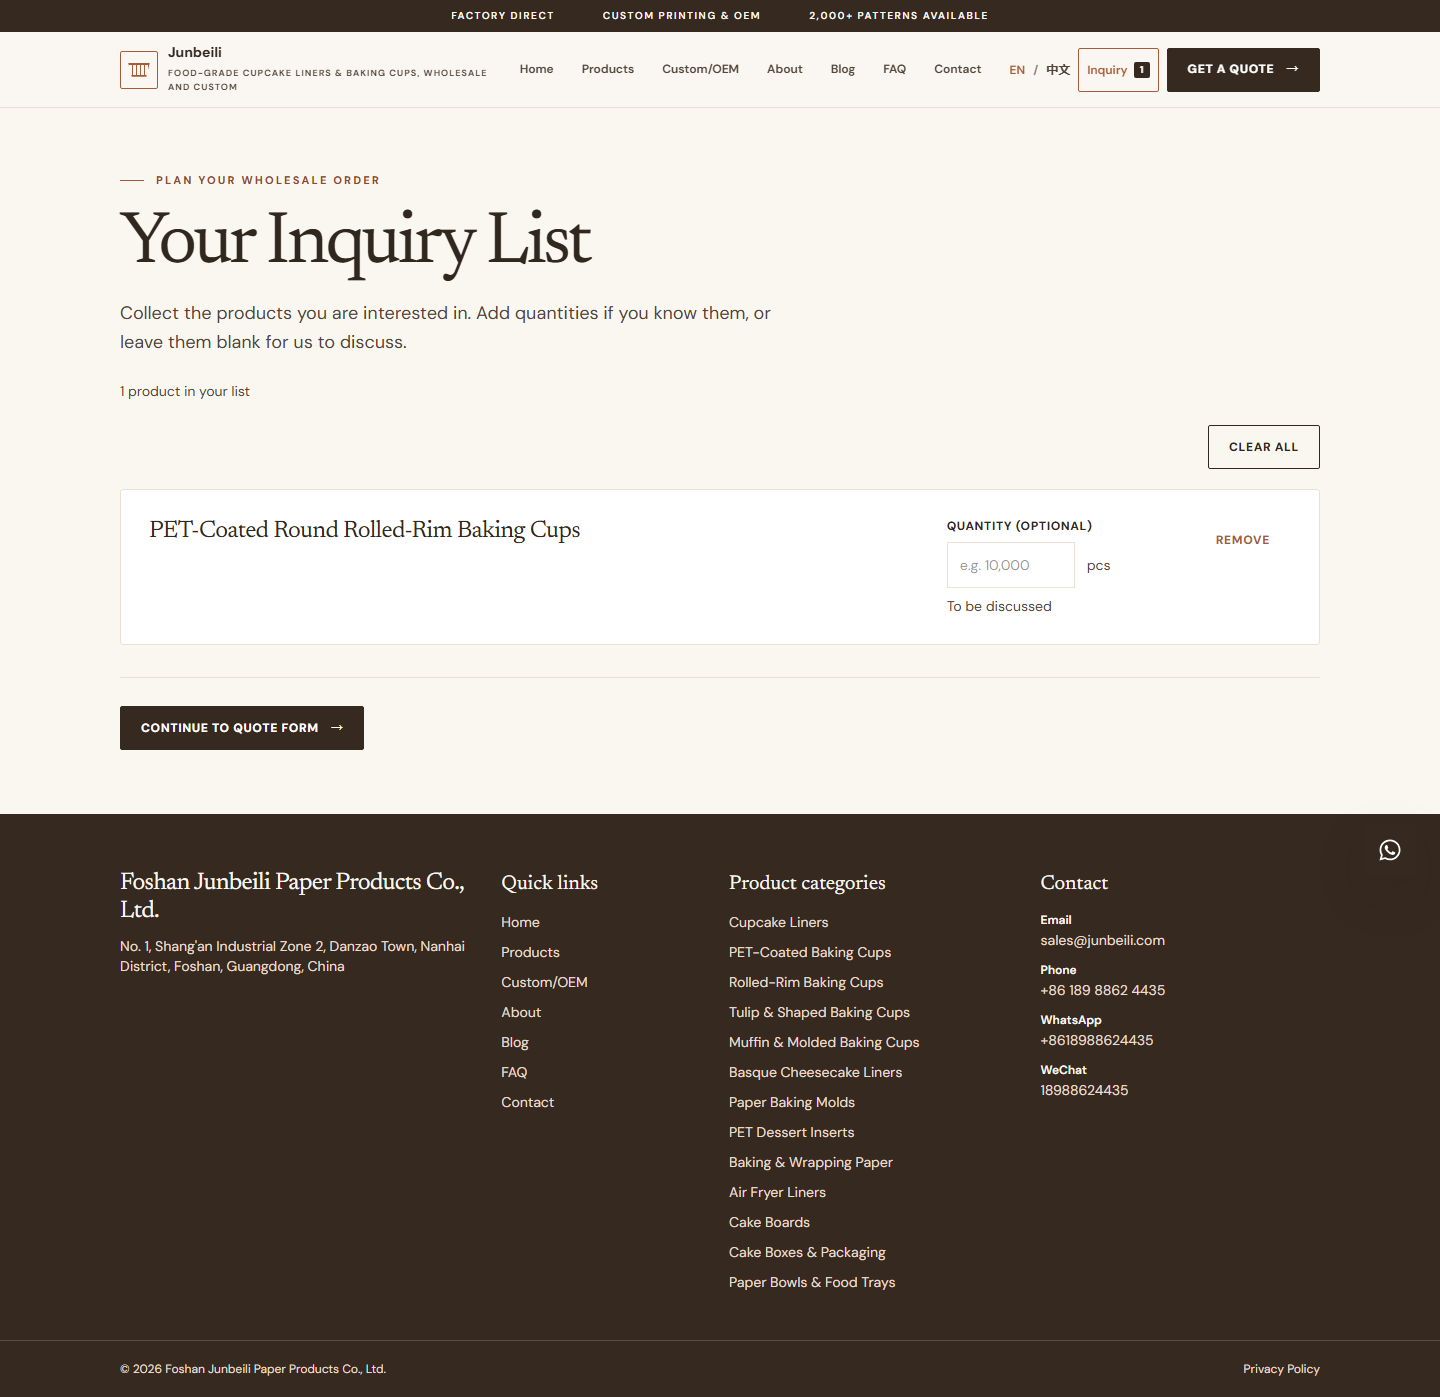 FACTORY DIRECT
CUSTOM PRINTING & OEM
2,000+ PATTERNS AVAILABLE
Junbeili
FOOD-GRADE CUPCAKE LINERS & BAKING CUPS, WHOLESALE
AND CUSTOM
Home
Products
Custom/OEM
About
Blog
FAQ
Contact
EN / 中文
Inquiry 1
GET A QUOTE →
PLAN YOUR WHOLESALE ORDER
Your Inquiry List
Collect the products you are interested in. Add quantities if you know them, or
leave them blank for us to discuss.
1 product in your list
CLEAR ALL
PET-Coated Round Rolled-Rim Baking Cups
QUANTITY (OPTIONAL)
e.g. 10,000 pcs
To be discussed
REMOVE
CONTINUE TO QUOTE FORM →
Foshan Junbeili Paper Products Co.,
Ltd.
No. 1, Shang'an Industrial Zone 2, Danzao Town, Nanhai
District, Foshan, Guangdong, China
Quick links
Home
Products
Custom/OEM
About
Blog
FAQ
Contact
Product categories
Cupcake Liners
PET-Coated Baking Cups
Rolled-Rim Baking Cups
Tulip & Shaped Baking Cups
Muffin & Molded Baking Cups
Basque Cheesecake Liners
Paper Baking Molds
PET Dessert Inserts
Baking & Wrapping Paper
Air Fryer Liners
Cake Boards
Cake Boxes & Packaging
Paper Bowls & Food Trays
Contact
Email
sales@junbeili.com
Phone
+86 189 8862 4435
WhatsApp
+8618988624435
WeChat
18988624435
© 2026 Foshan Junbeili Paper Products Co., Ltd.
Privacy Policy